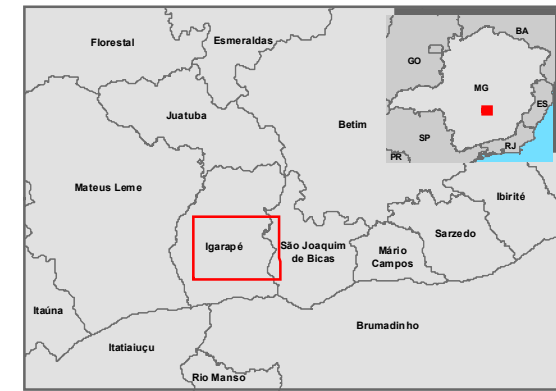 Florestal
Esmeraldas
BA
GO
MG
ES
SP
RJ
PR
Juatuba
Betim
Mateus Leme
Ibirité
Igarapé
São Joaquim
de Bicas
Mário
Campos
Sarzedo
Itaúna
Brumadinho
Itatiaiuçu
Rio Manso